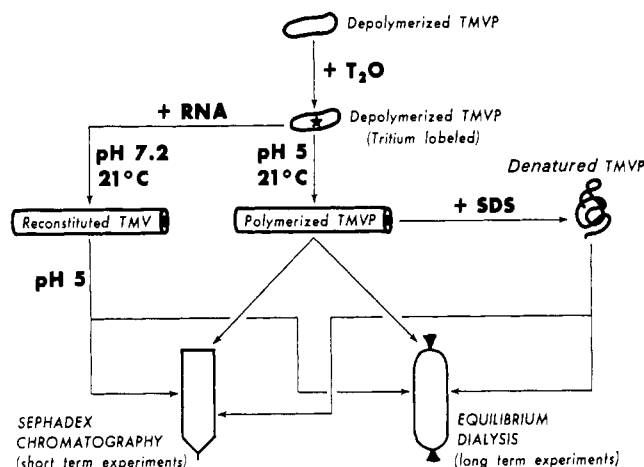 Depolymerized TMVP
+ T₂O
+ RNA
Depolymerized TMVP
(Tritium labeled)
pH 7.2
21°C
pH 5
21°C
Denatured TMVP
Reconstituted TMV
Polymerized TMVP
+ SDS
pH 5
SEPHADEX
CHROMATOGRAPHY
(short term experiments)
EQUILIBRIUM
DIALYSIS
(long term experiments)